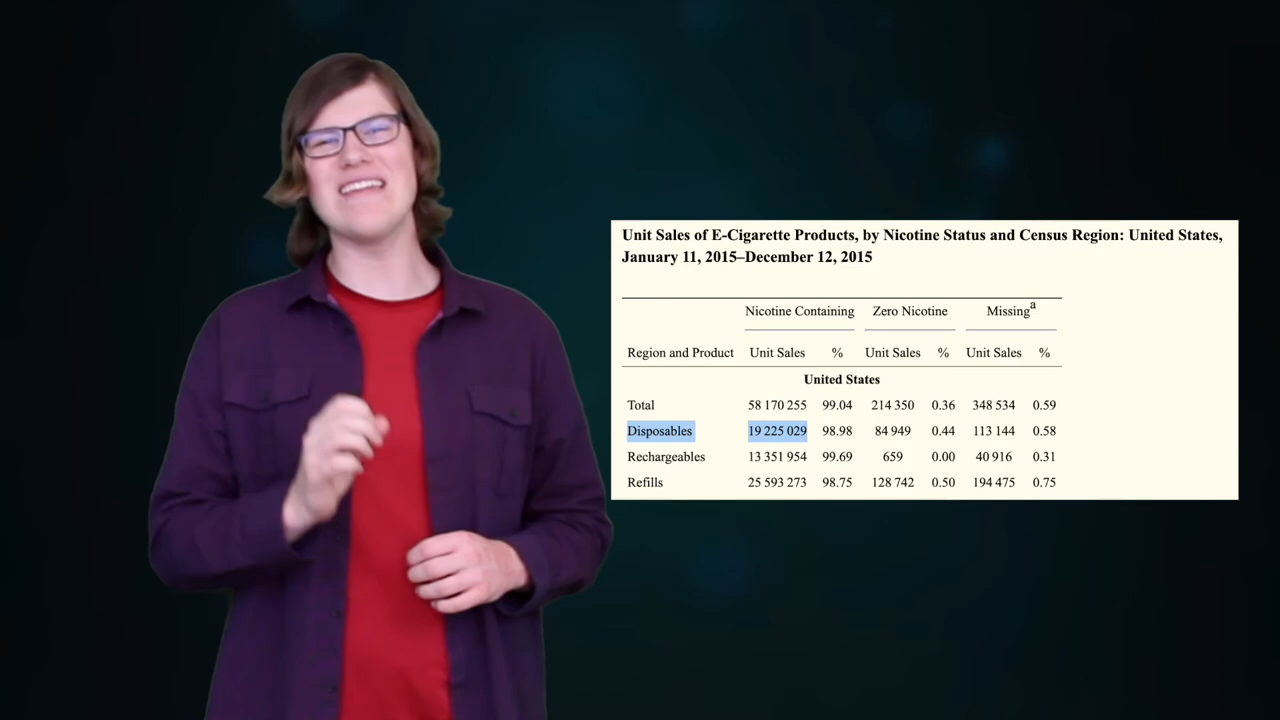 Unit Sales of E-Cigarette Products, by Nicotine Status and Census Region: United States,
January 11, 2015–December 12, 2015
Nicotine Containing Zero Nicotine Missinga
Region and Product Unit Sales % Unit Sales % Unit Sales %
United States
Total 58 170 255 99.04 214 350 0.36 348 534 0.59
Disposables 19 225 029 98.98 84 949 0.44 113 144 0.58
Rechargeables 13 351 954 99.69 659 0.00 40 916 0.31
Refills 25 593 273 98.75 128 742 0.50 194 475 0.75